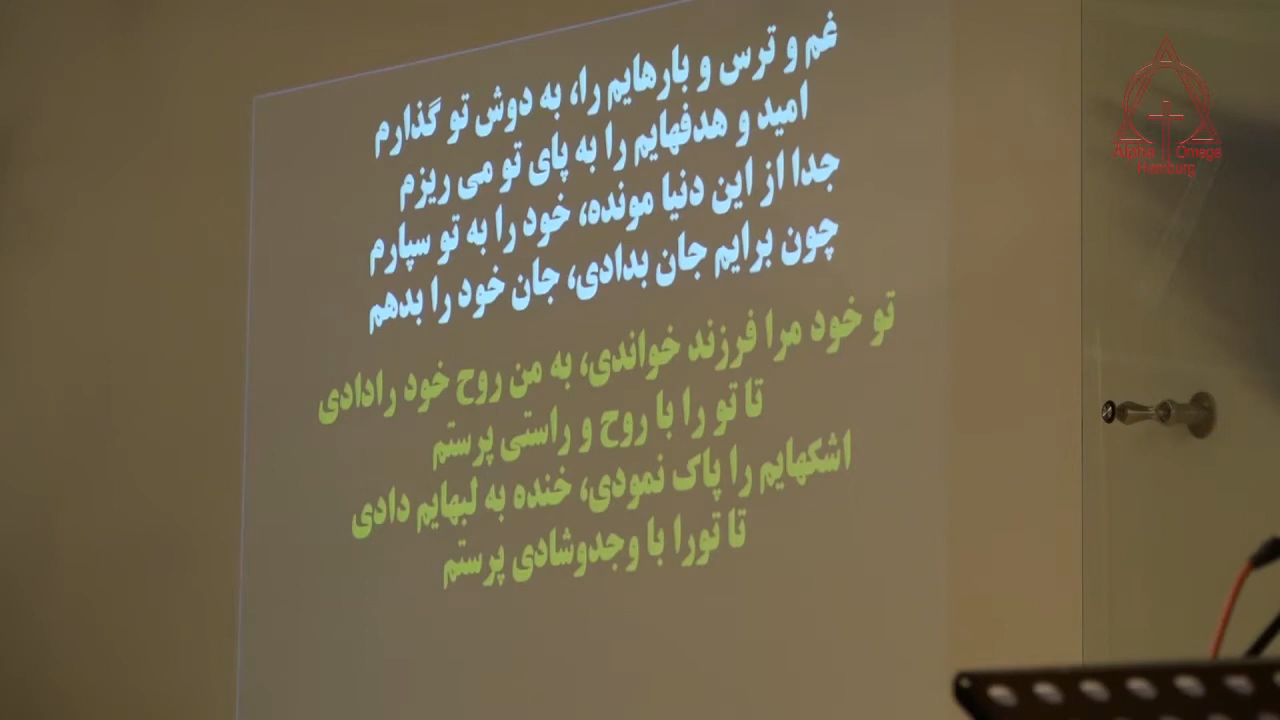 غم و ترس و بارهایم را، به دوش تو گذارم
امید و هدفهایم را به پای تو می ریزم
جدا از این دنیا مونده، خود را به تو سپارم
چون برایم جان بدادی، جان خود را بدهم
تو خود مرا فرزند خواندی، به من روح خود رادادی
تا تو را با روح و راستی پرستم
اشکهایم را پاک نمودی، خنده به لبهایم دادی
تا تورا با وجدوشادی پرستم
Alpha Omega
Hamburg